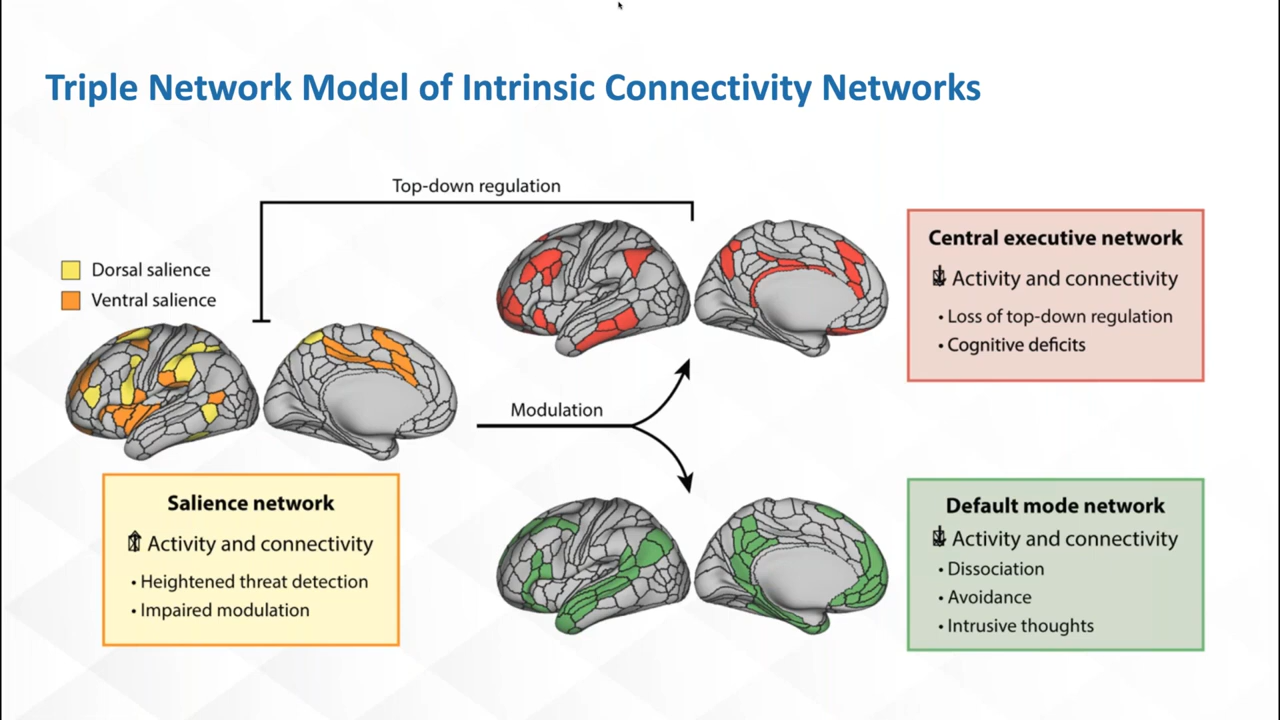 Triple Network Model of Intrinsic Connectivity Networks
Top-down regulation
Dorsal salience
Ventral salience
Central executive network
Activity and connectivity
• Loss of top-down regulation
• Cognitive deficits
Modulation
Salience network
Activity and connectivity
• Heightened threat detection
• Impaired modulation
Default mode network
Activity and connectivity
• Dissociation
• Avoidance
• Intrusive thoughts